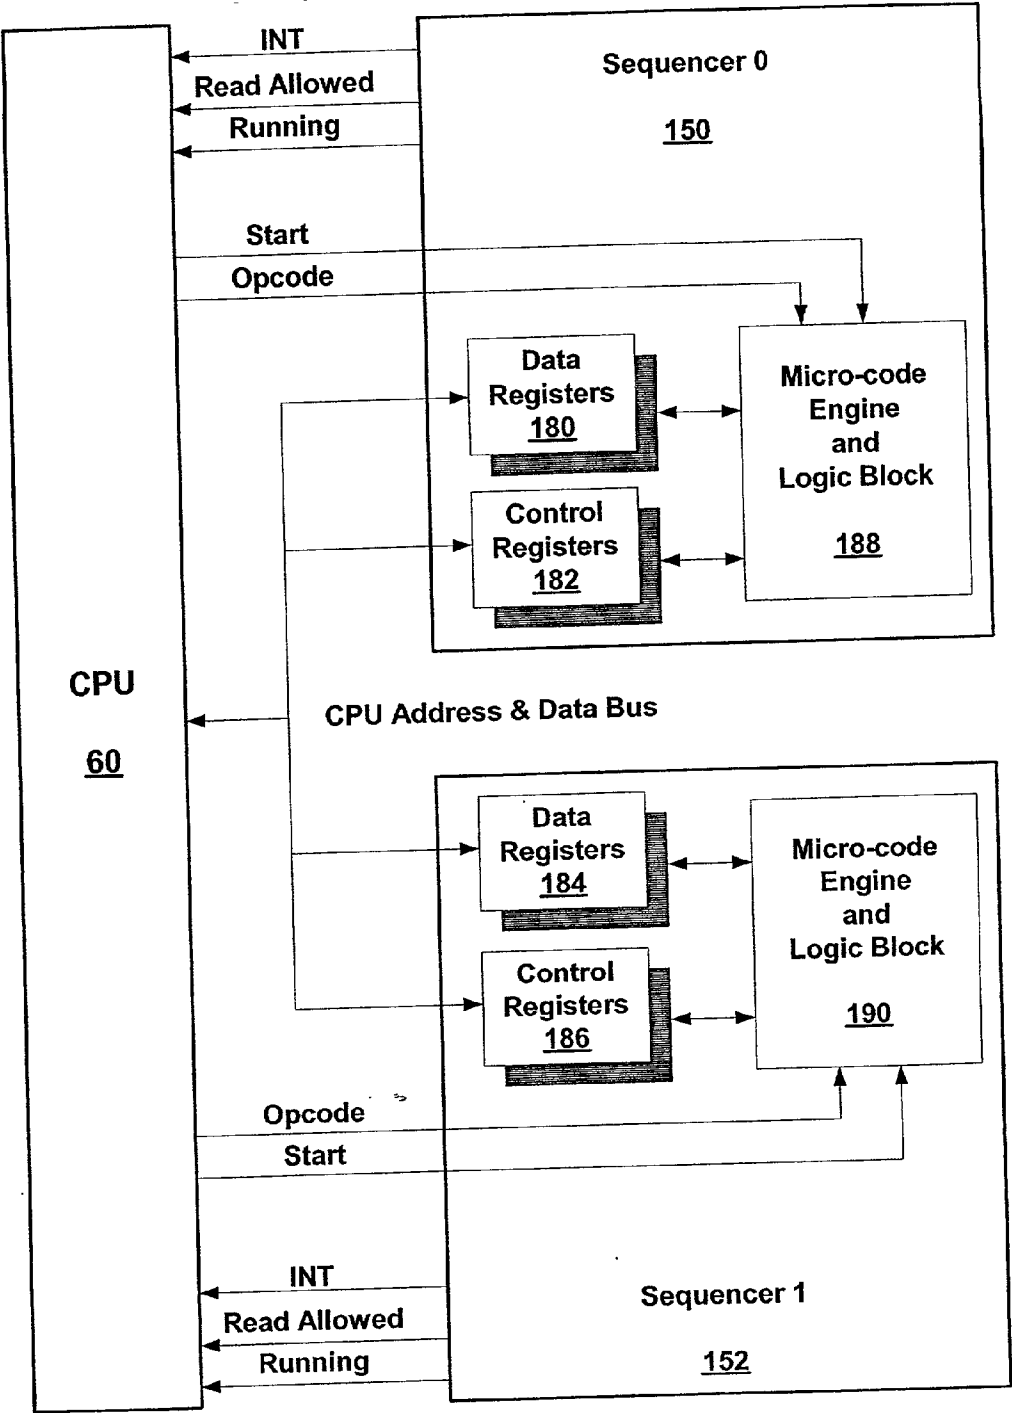 INT
Read Allowed
Running
Sequencer 0
150
Start
Opcode
Data
Registers
180
Control
Registers
182
Micro-code
Engine
and
Logic Block
188
CPU
60
CPU Address & Data Bus
Data
Registers
184
Control
Registers
186
Micro-code
Engine
and
Logic Block
190
Opcode
Start
INT
Read Allowed
Running
Sequencer 1
152